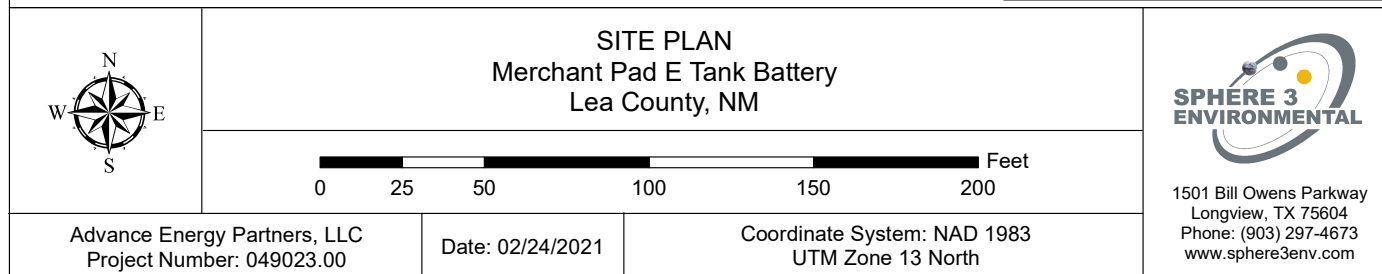 N
W
E
S
SITE PLAN
Merchant Pad E Tank Battery
Lea County, NM
Feet
0 25 50 100 150 200
Advance Energy Partners, LLC
Project Number: 049023.00
Date: 02/24/2021
Coordinate System: NAD 1983
UTM Zone 13 North
SPHERE 3
ENVIRONMENTAL
1501 Bill Owens Parkway
Longview, TX 75604
Phone: (903) 297-4673
www.sphere3env.com